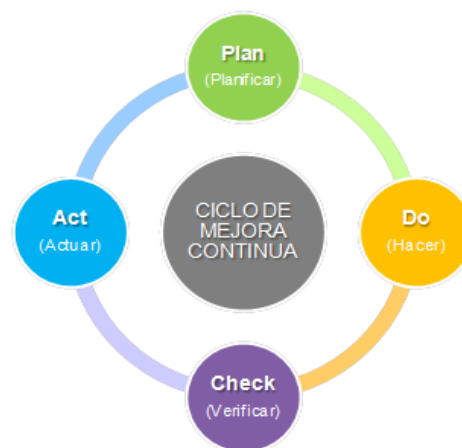 Plan
(Planificar)
Act
(Actuar)
CICLO DE
MEJORA
CONTINUA
Do
(Hacer)
Check
(Verificar)